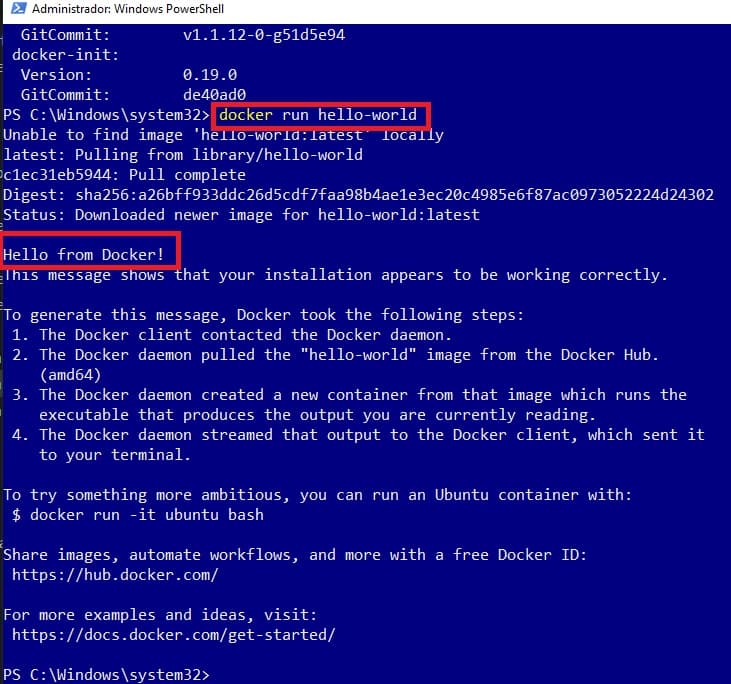 Administrador: Windows PowerShell
GitCommit: v1.1.12-0-g51d5e94
docker-init:
Version: 0.19.0
GitCommit: de40ad0
PS C:\Windows\system32> docker run hello-world
Unable to find image 'hello-world:latest' locally
latest: Pulling from library/hello-world
c1ec31eb5944: Pull complete
Digest: sha256:a26bff933ddc26d5cdf7faa98b4ae1e3ec20c4985e6f87ac0973052224d24302
Status: Downloaded newer image for hello-world:latest
Hello from Docker!
This message shows that your installation appears to be working correctly.
To generate this message, Docker took the following steps:
1. The Docker client contacted the Docker daemon.
2. The Docker daemon pulled the "hello-world" image from the Docker Hub.
(amd64)
3. The Docker daemon created a new container from that image which runs the
executable that produces the output you are currently reading.
4. The Docker daemon streamed that output to the Docker client, which sent it
to your terminal.
To try something more ambitious, you can run an Ubuntu container with:
$ docker run -it ubuntu bash
Share images, automate workflows, and more with a free Docker ID:
https://hub.docker.com/
For more examples and ideas, visit:
https://docs.docker.com/get-started/
PS C:\Windows\system32>